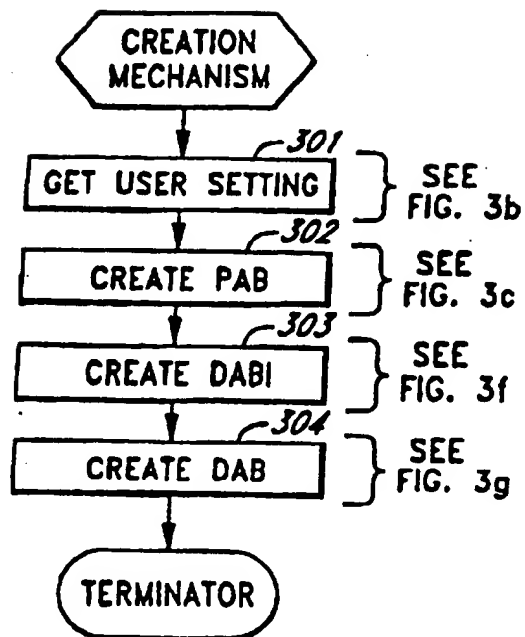 CREATION
MECHANISM
301
GET USER SETTING
SEE
FIG. 3b
302
CREATE PAB
SEE
FIG. 3c
303
CREATE DABI
SEE
FIG. 3f
304
CREATE DAB
SEE
FIG. 3g
TERMINATOR